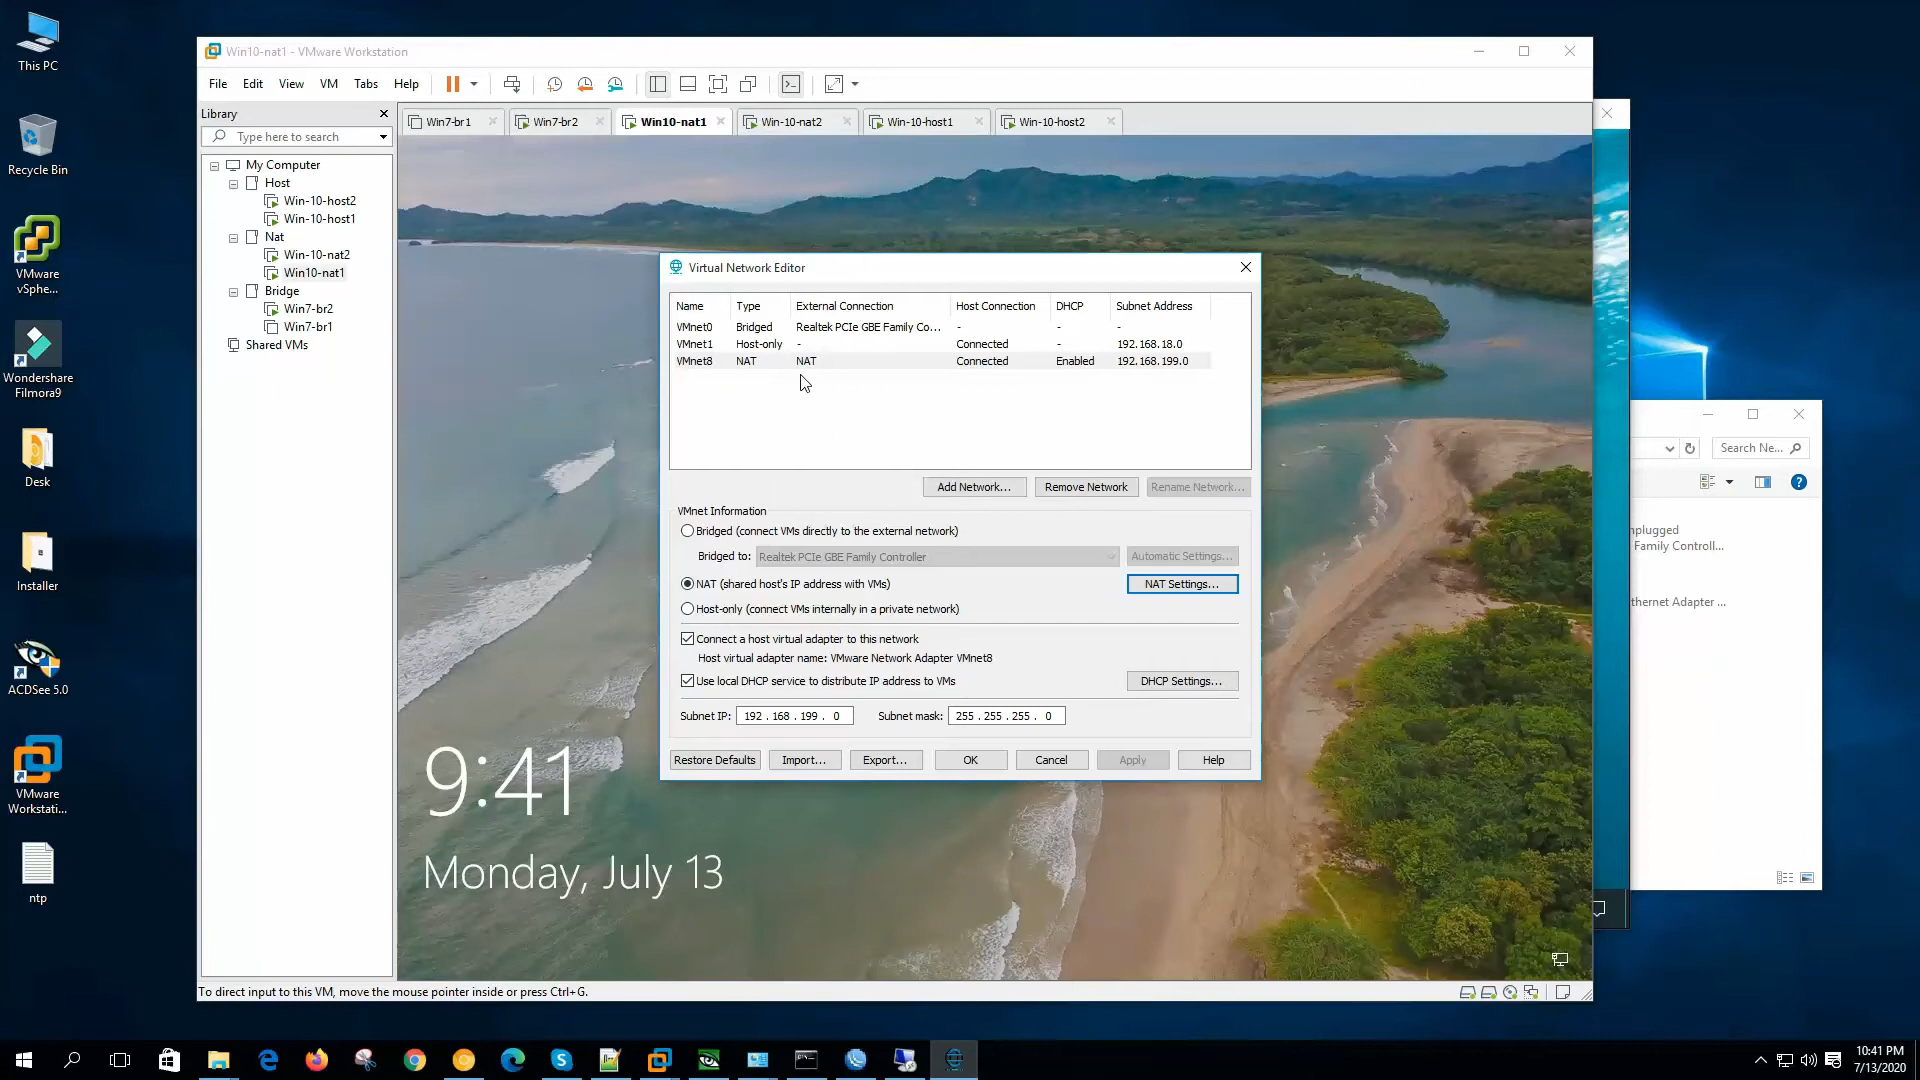 This PC
Recycle Bin
VMware
vSphe...
Wondershare
Filmora9
Desk
Installer
ACDSee 5.0
VMware
Workstati...
ntp
Win10-nat1 - VMware Workstation
File Edit View VM Tabs Help
Library
Type here to search
My Computer
Host
Win-10-host2
Win-10-host1
Nat
Win-10-nat2
Win10-nat1
Bridge
Win7-br2
Win7-br1
Shared VMs
Win7-br1 Win7-br2 Win10-nat1 Win-10-nat2 Win-10-host1 Win-10-host2
Virtual Network Editor
Name Type External Connection Host Connection DHCP Subnet Address
VMnet0 Bridged Realtek PCIe GBE Family Co... - - -
VMnet1 Host-only - Connected - 192.168.18.0
VMnet8 NAT NAT Connected Enabled 192.168.199.0
Add Network... Remove Network Rename Network...
VMnet Information
Bridged (connect VMs directly to the external network)
Bridged to: Realtek PCIe GBE Family Controller Automatic Settings...
NAT (shared host's IP address with VMs) NAT Settings...
Host-only (connect VMs internally in a private network)
Connect a host virtual adapter to this network
Host virtual adapter name: VMware Network Adapter VMnet8
Use local DHCP service to distribute IP address to VMs DHCP Settings...
Subnet IP: 192 . 168 . 199 . 0 Subnet mask: 255 . 255 . 255 . 0
Restore Defaults Import... Export... OK Cancel Apply Help
9:41
Monday, July 13
Search Ne...
nplugged
Family Controll...
thernet Adapter ...
To direct input to this VM, move the mouse pointer inside or press Ctrl+G.
10:41 PM
7/13/2020